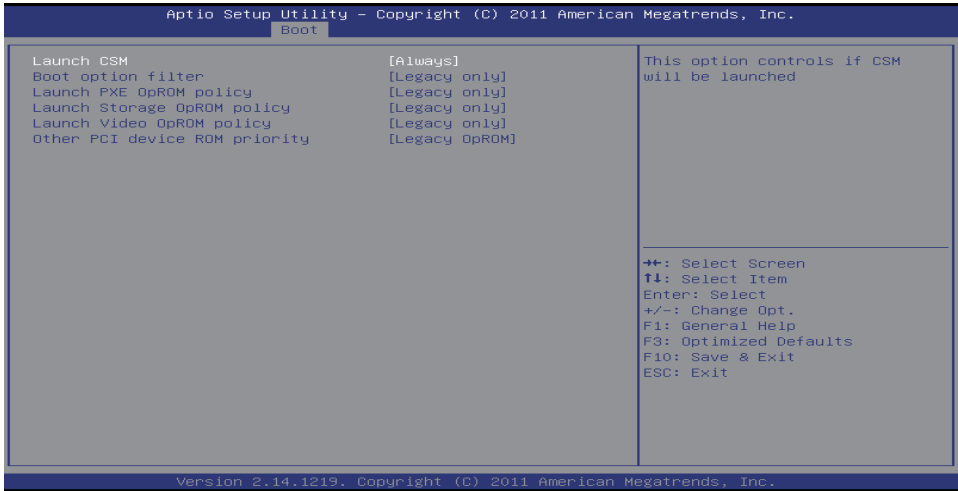 Aptio Setup Utility – Copyright (C) 2011 American Megatrends, Inc.
Boot
Launch CSM [Always]
Boot option filter [Legacy only]
Launch PXE OpROM policy [Legacy only]
Launch Storage OpROM policy [Legacy only]
Launch Video OpROM policy [Legacy only]
Other PCI device ROM priority [Legacy OpROM]
This option controls if CSM
will be launched
→←: Select Screen
↑↓: Select Item
Enter: Select
+/-: Change Opt.
F1: General Help
F3: Optimized Defaults
F10: Save & Exit
ESC: Exit
Version 2.14.1219. Copyright (C) 2011 American Megatrends, Inc.